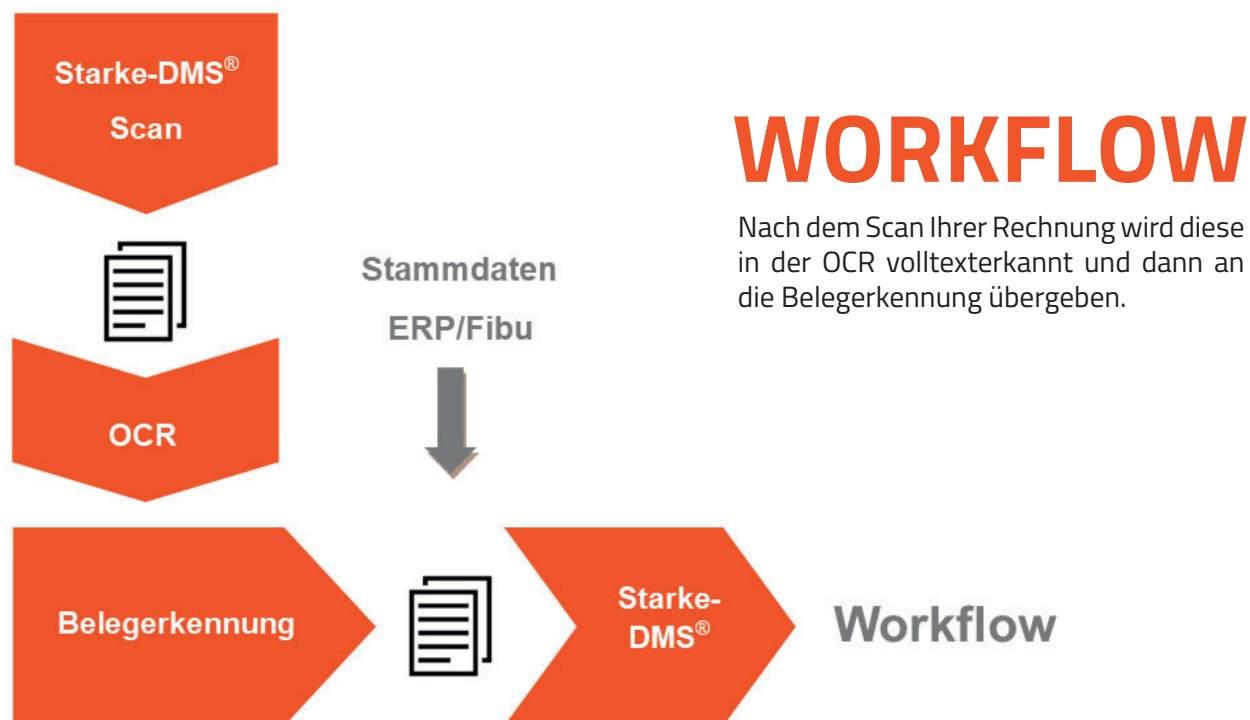 Starke-DMS®
Scan
WORKFLOW
Nach dem Scan Ihrer Rechnung wird diese
in der OCR volltexterkannt und dann an
die Belegerkennung übergeben.
Stammdaten
ERP/Fibu
OCR
Belegerkennung
Starke-
DMS®
Workflow